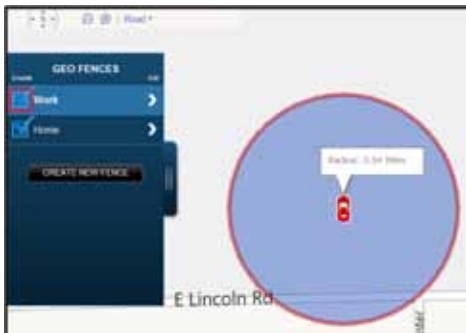 Road
GEO FENCES
Work
Home
CREATE NEW FENCE
Radius: 0.54 Miles
E Lincoln Rd